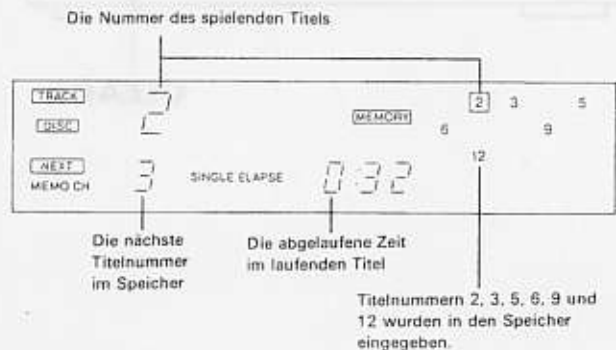 Die Nummer des spielenden Titels
TRACK 2 2 3 5
DISC MEMORY 6 9
12
NEXT
MEMO CH 3 SINGLE ELAPSE 0:32
Die nächste
Titelnummer
im Speicher
Die abgelaufene Zeit
im laufenden Titel
Titelnummern 2, 3, 5, 6, 9 und
12 wurden in den Speicher
eingegeben.